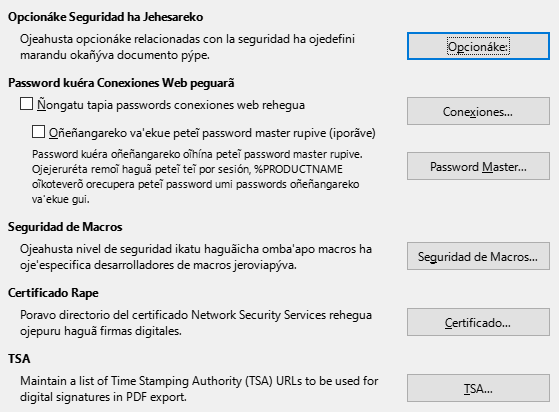 Opcionáke Seguridad ha Jehesareko
Ojeahusta opcionáke relacionadas con la seguridad ha ojedefini
marandu okañýva documento pýpe.
Opcionáke:
Password kuéra Conexiones Web peguarã
Ñongatu tapia passwords conexiones web rehegua
Conexiones...
Oñeñangareko va'ekue peteĩ password master rupive (iporãve)
Password kuéra oñeñangareko oĩhína peteĩ password master rupive.
Ojejeruréta remoĩ haguã peteĩ teĩ por sesión, %PRODUCTNAME
oĩkoteverõ orecupera peteĩ password umi passwords oñeñangareko
va'ekue gui.
Password Master...
Seguridad de Macros
Ojeahusta nivel de seguridad ikatu haguãicha omba'apo macros ha
oje'especifica desarrolladores de macros jeroviapýva.
Seguridad de Macros...
Certificado Rape
Poravo directorio del certificado Network Security Services rehegua
ojepuru haguã firmas digitales.
Certificado...
TSA
Maintain a list of Time Stamping Authority (TSA) URLs to be used for
digital signatures in PDF export.
TSA...